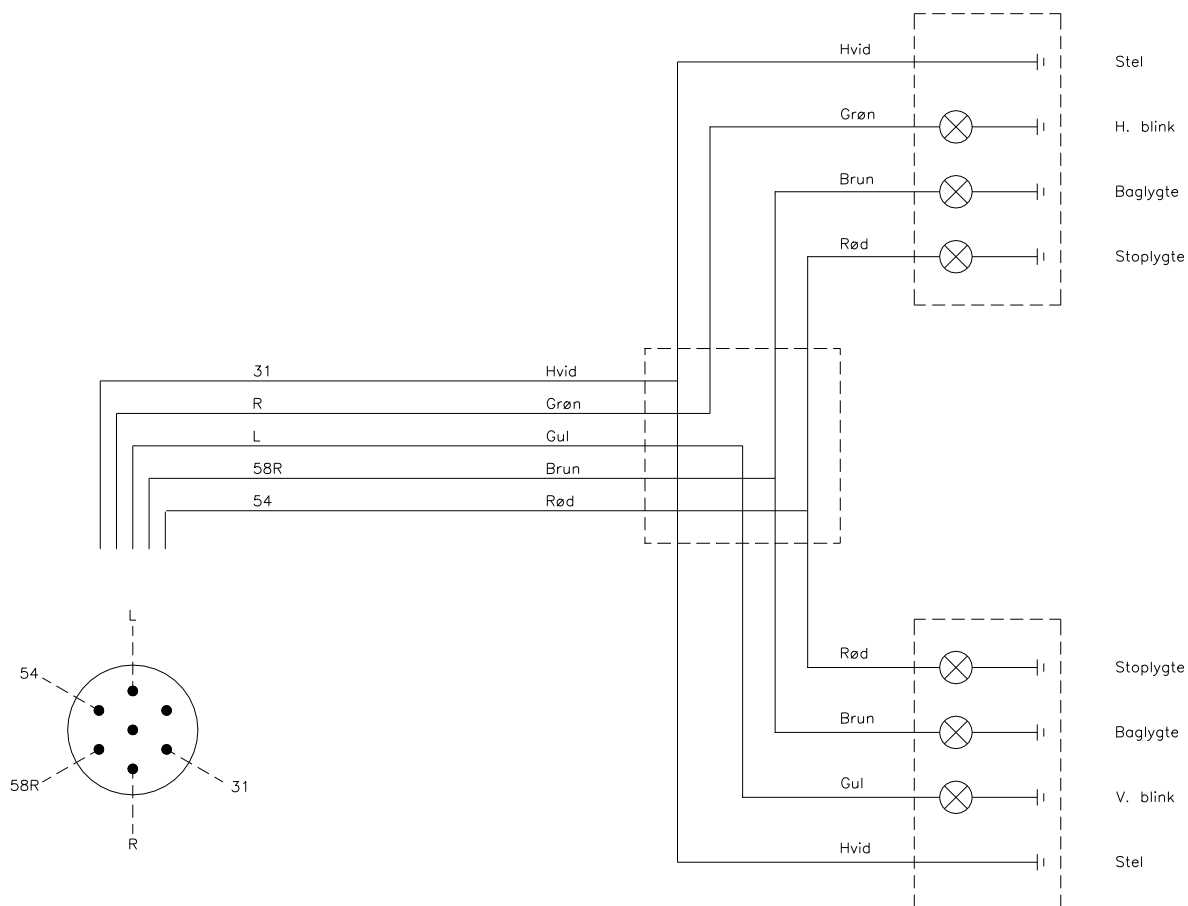 Hvid Stel
Grøn H. blink
Brun Baglygte
Rød Stoplygte
31 Hvid
R Grøn
L Gul
58R Brun
54 Rød
L
54
58R
31
R
Rød Stoplygte
Brun Baglygte
Gul V. blink
Hvid Stel